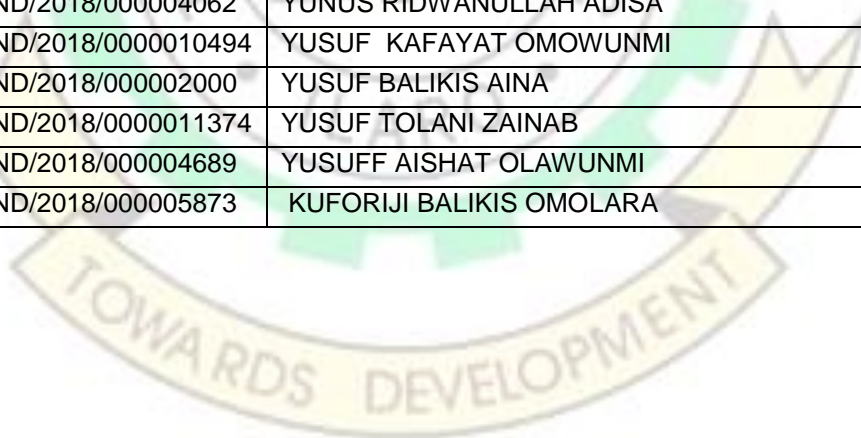 ND/2018/000004062 YUNUS RIDWANULLAH ADISA
ND/2018/0000010494 YUSUF KAFAYAT OMOWUNMI
ND/2018/000002000 YUSUF BALIKIS AINA
ND/2018/0000011374 YUSUF TOLANI ZAINAB
ND/2018/000004689 YUSUFF AISHAT OLAWUNMI
ND/2018/000005873 KUFORIJI BALIKIS OMOLARA
ILARO
TOWARDS DEVELOPMENT